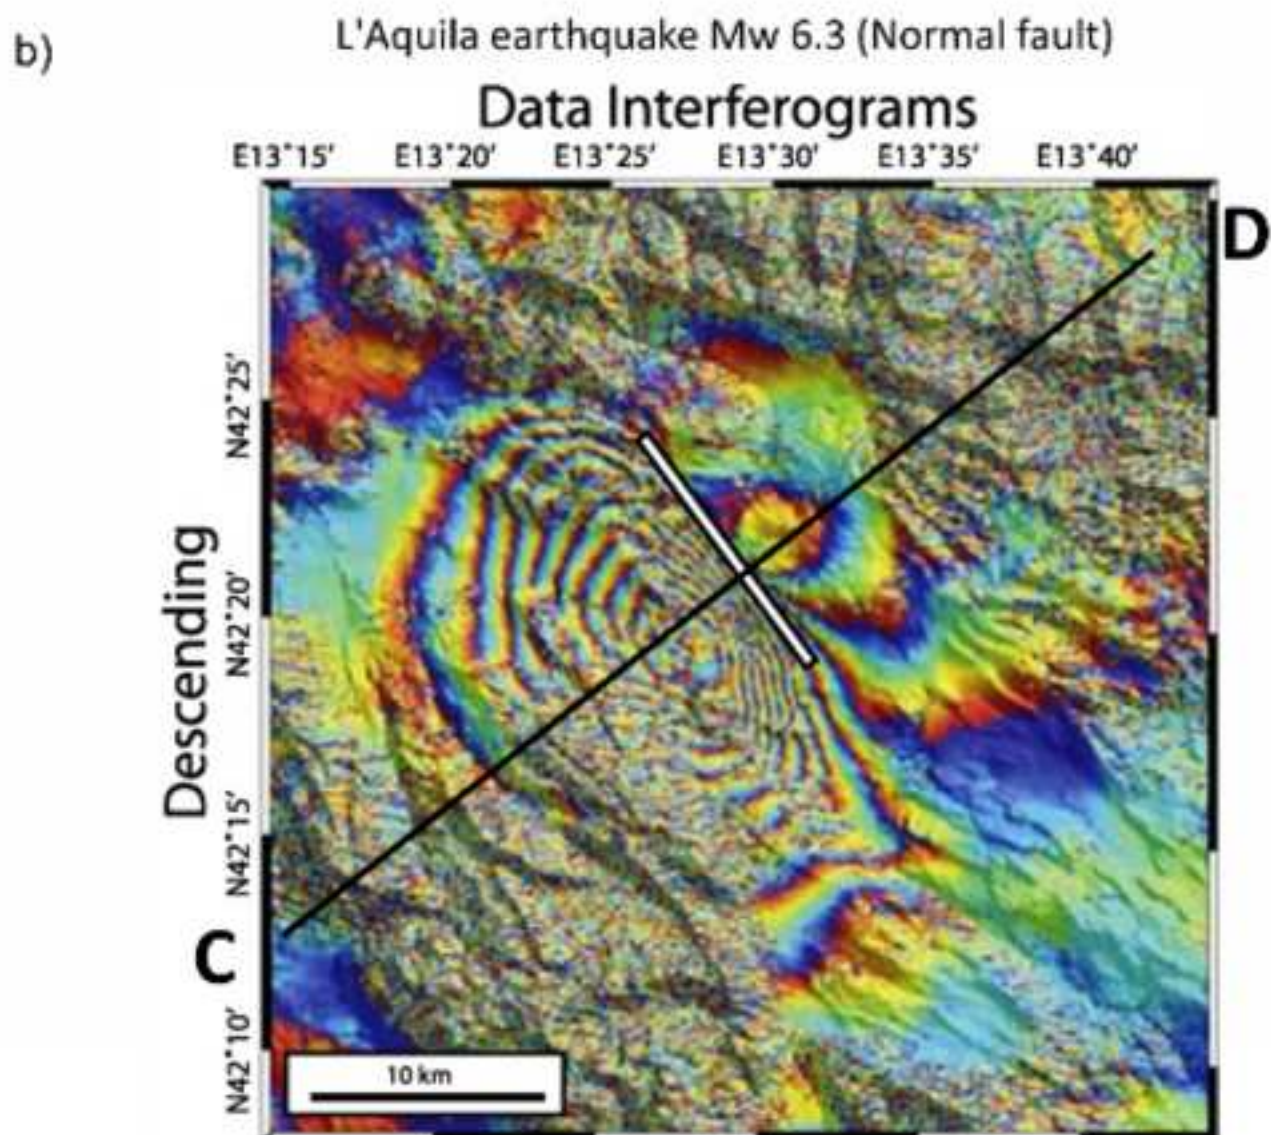 b)
L'Aquila earthquake Mw 6.3 (Normal fault)
Data Interferograms
E13°15' E13°20' E13°25' E13°30' E13°35' E13°40'
D
N42°25'
N42°20'
Descending
N42°15'
C
N42°10'
10 km